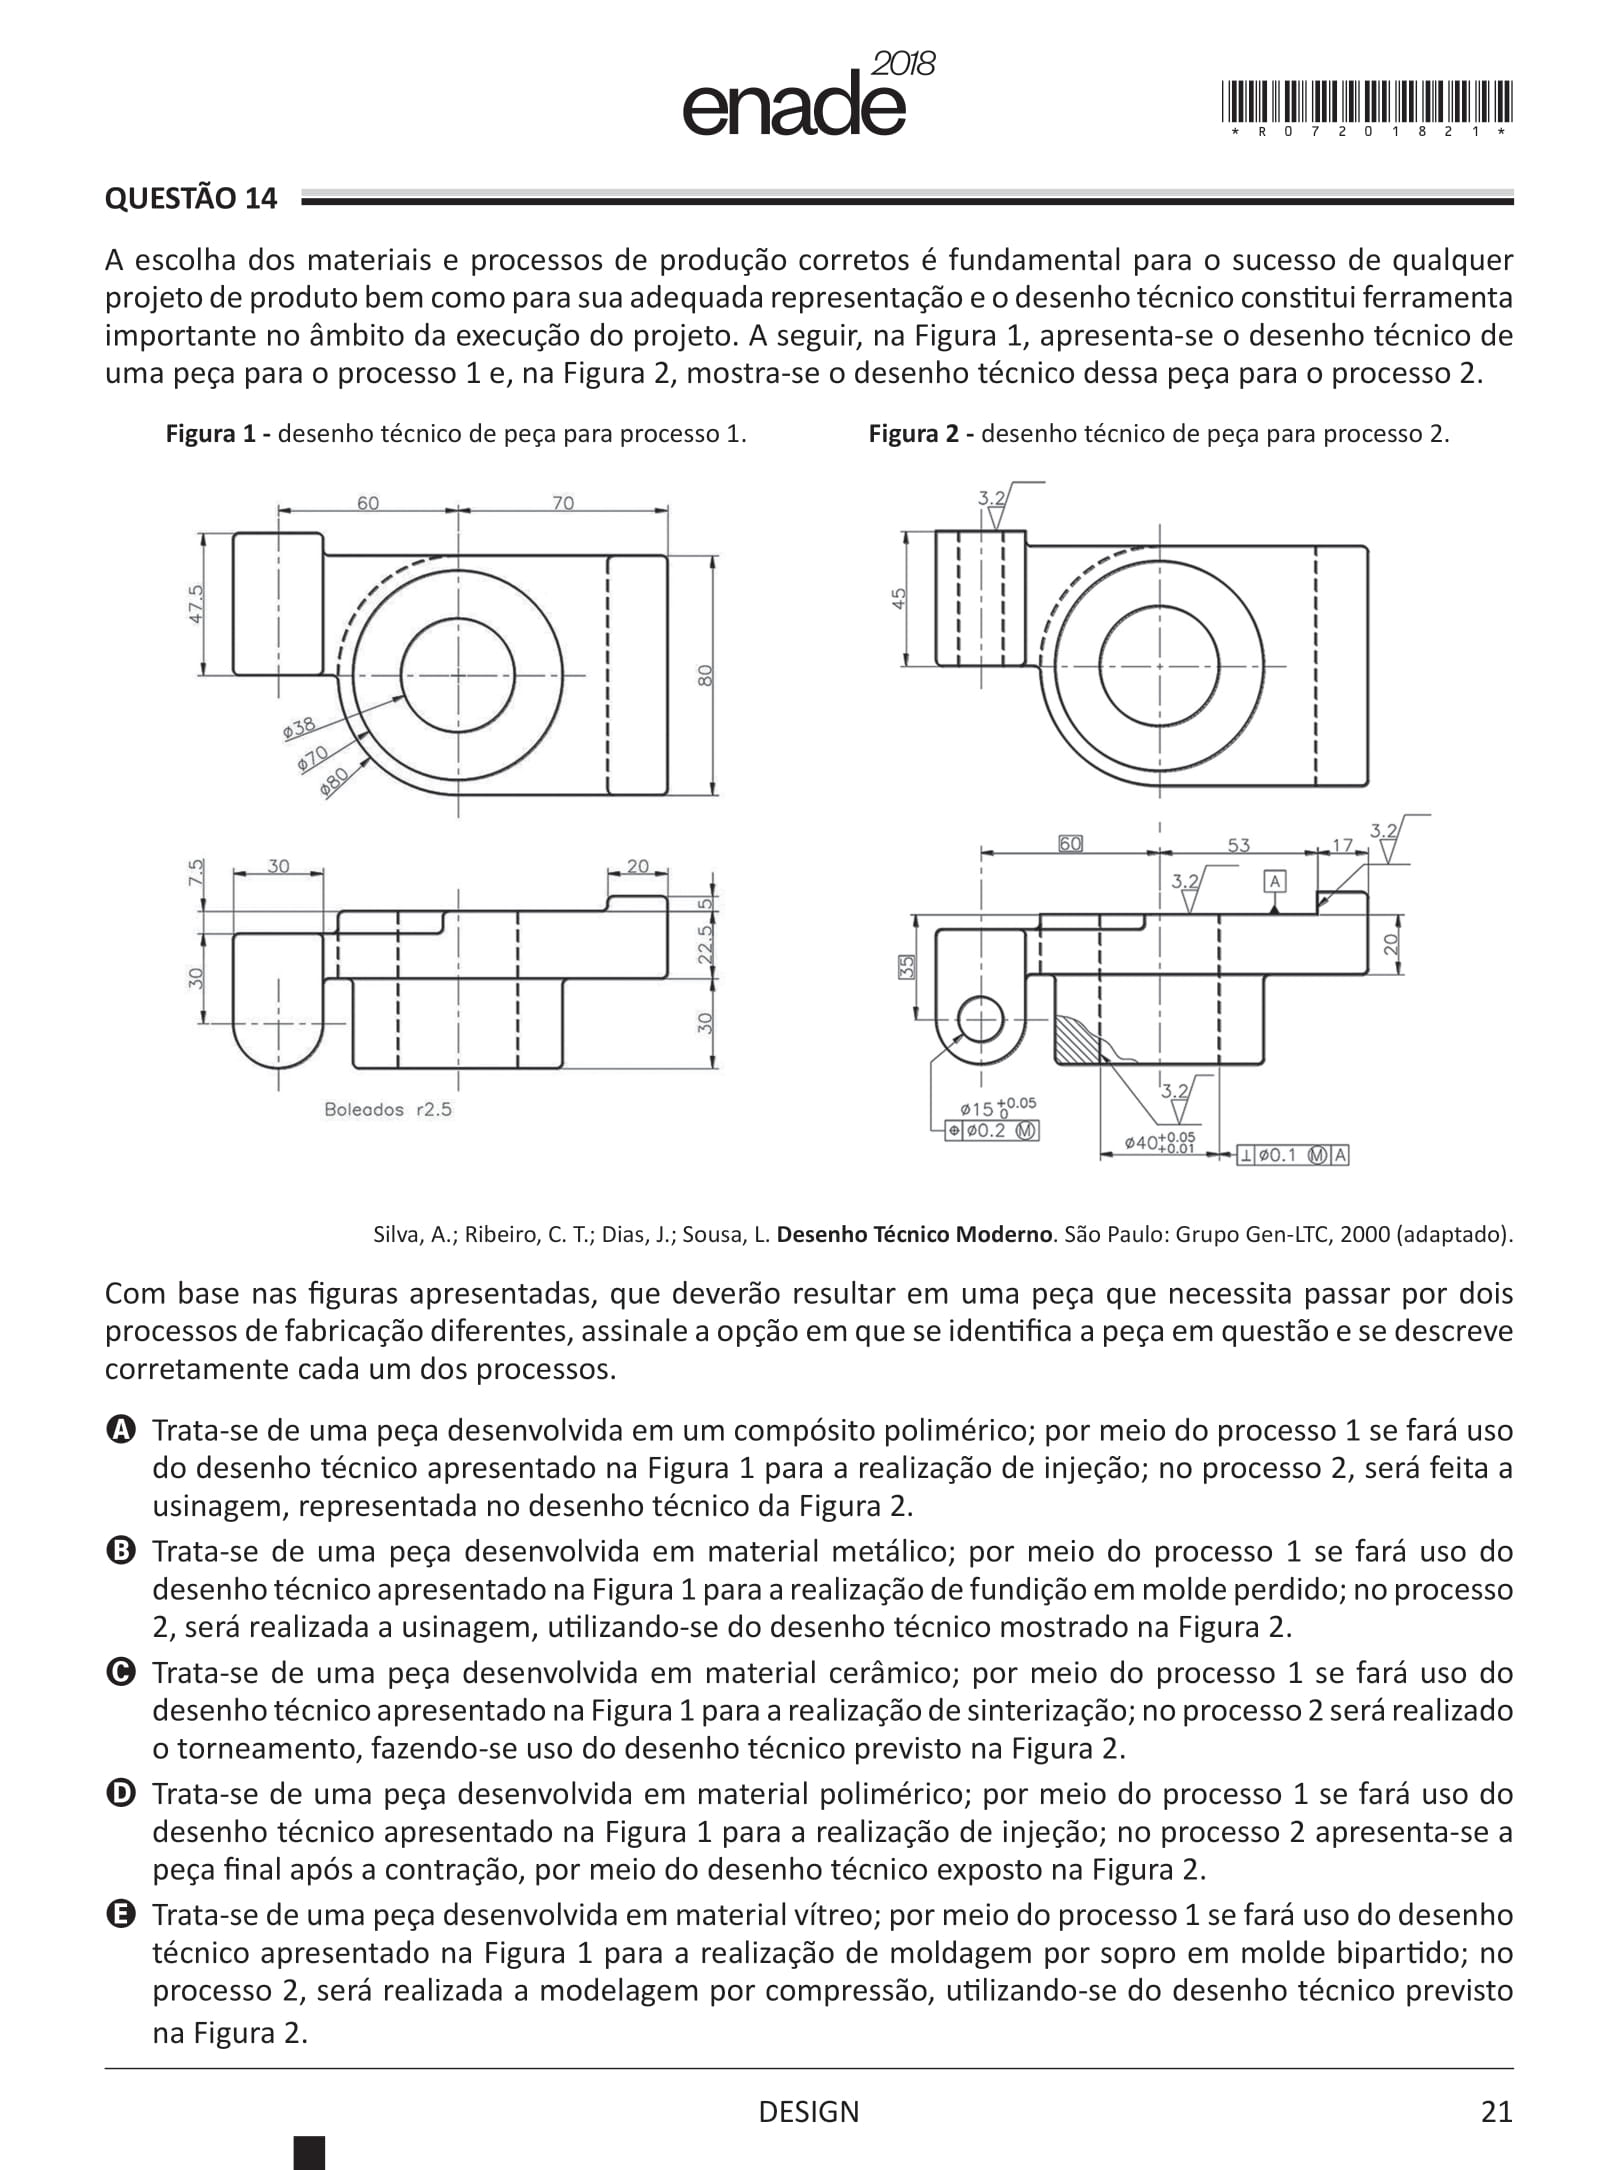 enade 2018
*R07201821*
QUESTÃO 14
A escolha dos materiais e processos de produção corretos é fundamental para o sucesso de qualquer
projeto de produto bem como para sua adequada representação e o desenho técnico constitui ferramenta
importante no âmbito da execução do projeto. A seguir, na Figura 1, apresenta-se o desenho técnico de
uma peça para o processo 1 e, na Figura 2, mostra-se o desenho técnico dessa peça para o processo 2.
Figura 1 - desenho técnico de peça para processo 1.
60
70
47.5
80
ø38
ø70
ø80
7.5
30
20
5
22.5
30
30
Boleados r2.5
Figura 2 - desenho técnico de peça para processo 2.
3.2
45
60
53
17
3.2
3.2
A
35
20
3.2
ø15 +0.05 0
⌖ ø0.2 Ⓜ
ø40 +0.05 +0.01
⊥ ø0.1 Ⓜ A
Silva, A.; Ribeiro, C. T.; Dias, J.; Sousa, L. Desenho Técnico Moderno. São Paulo: Grupo Gen-LTC, 2000 (adaptado).
Com base nas figuras apresentadas, que deverão resultar em uma peça que necessita passar por dois
processos de fabricação diferentes, assinale a opção em que se identifica a peça em questão e se descreve
corretamente cada um dos processos.
A Trata-se de uma peça desenvolvida em um compósito polimérico; por meio do processo 1 se fará uso
do desenho técnico apresentado na Figura 1 para a realização de injeção; no processo 2, será feita a
usinagem, representada no desenho técnico da Figura 2.
B Trata-se de uma peça desenvolvida em material metálico; por meio do processo 1 se fará uso do
desenho técnico apresentado na Figura 1 para a realização de fundição em molde perdido; no processo
2, será realizada a usinagem, utilizando-se do desenho técnico mostrado na Figura 2.
C Trata-se de uma peça desenvolvida em material cerâmico; por meio do processo 1 se fará uso do
desenho técnico apresentado na Figura 1 para a realização de sinterização; no processo 2 será realizado
o torneamento, fazendo-se uso do desenho técnico previsto na Figura 2.
D Trata-se de uma peça desenvolvida em material polimérico; por meio do processo 1 se fará uso do
desenho técnico apresentado na Figura 1 para a realização de injeção; no processo 2 apresenta-se a
peça final após a contração, por meio do desenho técnico exposto na Figura 2.
E Trata-se de uma peça desenvolvida em material vítreo; por meio do processo 1 se fará uso do desenho
técnico apresentado na Figura 1 para a realização de moldagem por sopro em molde bipartido; no
processo 2, será realizada a modelagem por compressão, utilizando-se do desenho técnico previsto
na Figura 2.
DESIGN
21